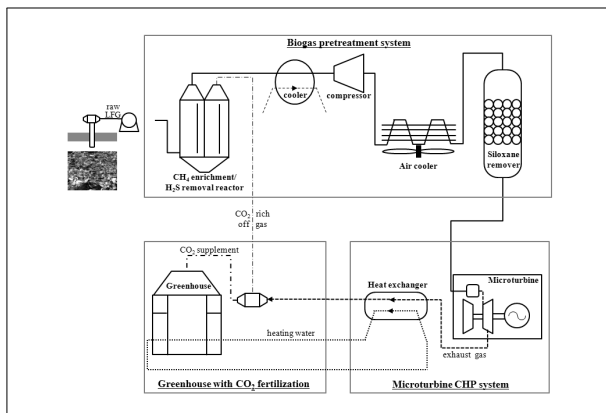 Biogas pretreatment system
raw
LFG
cooler
compressor
Air cooler
Siloxane
remover
CH4 enrichment/
H2S removal reactor
CO2 rich
off gas
CO2 supplement
Greenhouse
Heat exchanger
Microturbine
heating water
exhaust gas
Greenhouse with CO2 fertilization
Microturbine CHP system